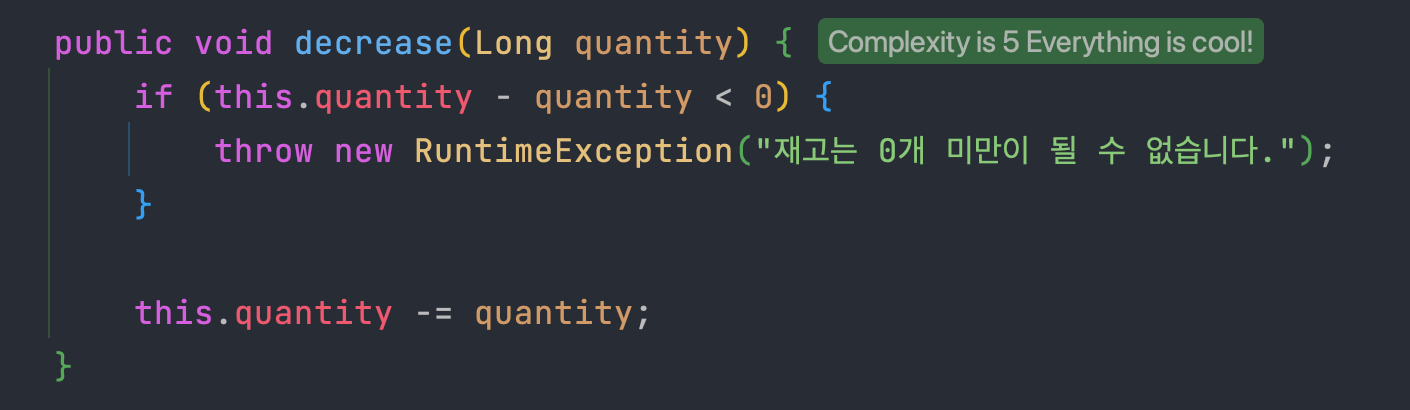 public void decrease(Long quantity) { Complexity is 5 Everything is cool!
if (this.quantity - quantity < 0) {
throw new RuntimeException("재고는 0개 미만이 될 수 없습니다.");
}
this.quantity -= quantity;
}